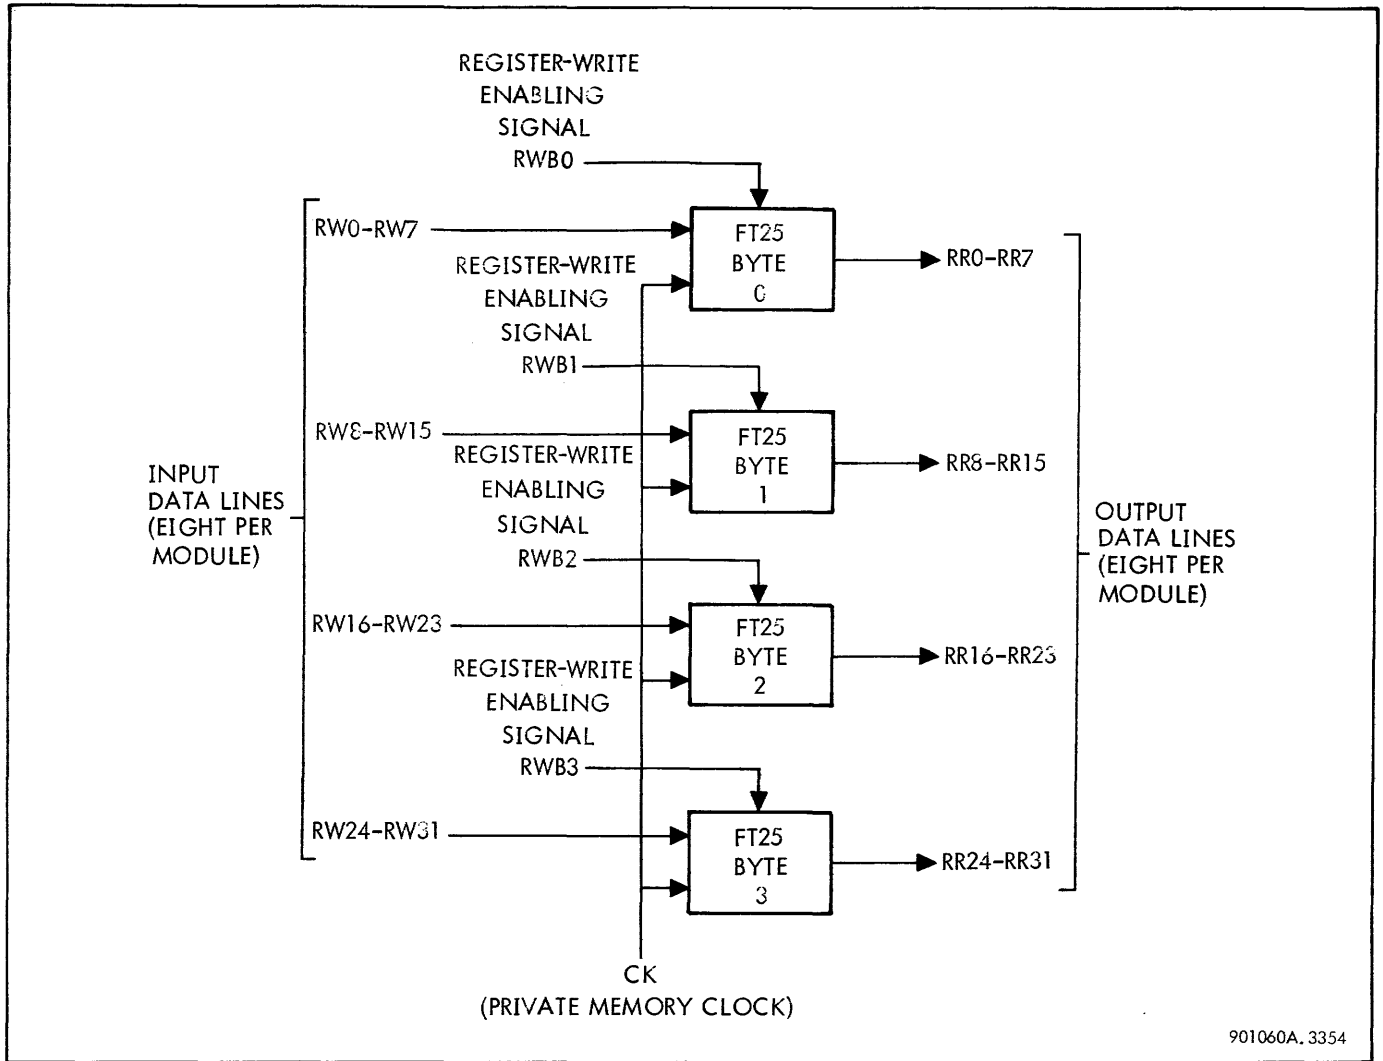 REGISTER-WRITE
ENABLING
SIGNAL
RWB0
RW0-RW7
FT25
BYTE
0
RR0-RR7
REGISTER-WRITE
ENABLING
SIGNAL
RWB1
RW8-RW15
FT25
BYTE
1
RR8-RR15
INPUT
DATA LINES
(EIGHT PER
MODULE)
REGISTER-WRITE
ENABLING
SIGNAL
RWB2
OUTPUT
DATA LINES
(EIGHT PER
MODULE)
RW16-RW23
FT25
BYTE
2
RR16-RR23
REGISTER-WRITE
ENABLING
SIGNAL
RWB3
RW24-RW31
FT25
BYTE
3
RR24-RR31
CK
(PRIVATE MEMORY CLOCK)
901060A.3354